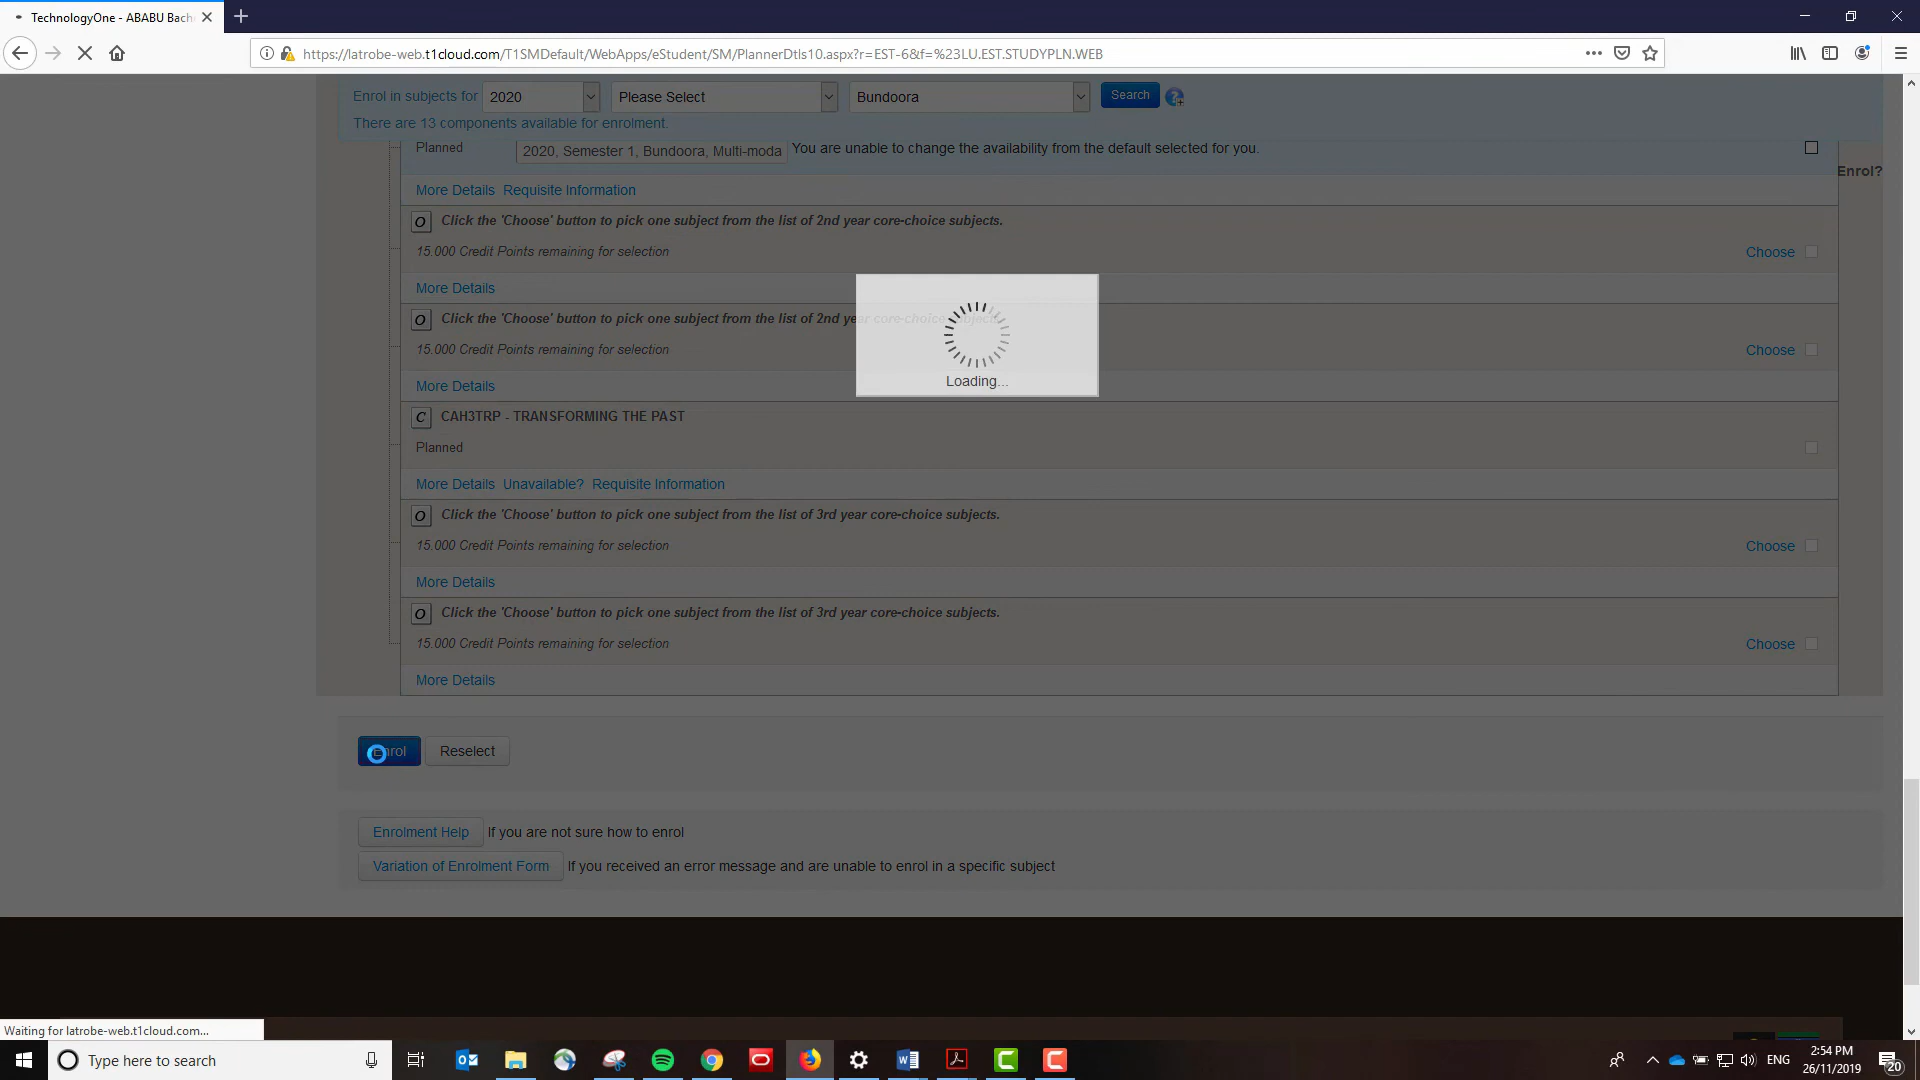 TechnologyOne - ABABU Bach
https://latrobe-web.t1cloud.com/T1SMDefault/WebApps/eStudent/SM/PlannerDtls10.aspx?r=EST-6&f=%23LU.EST.STUDYPLN.WEB
Enrol in subjects for 2020 Please Select Bundoora Search
There are 13 components available for enrolment.
Planned 2020, Semester 1, Bundoora, Multi-moda You are unable to change the availability from the default selected for you.
Enrol?
More Details Requisite Information
O Click the 'Choose' button to pick one subject from the list of 2nd year core-choice subjects.
15.000 Credit Points remaining for selection Choose
More Details
O Click the 'Choose' button to pick one subject from the list of 2nd year core-choice subjects.
15.000 Credit Points remaining for selection Choose
Loading...
More Details
C CAH3TRP - TRANSFORMING THE PAST
Planned
More Details Unavailable? Requisite Information
O Click the 'Choose' button to pick one subject from the list of 3rd year core-choice subjects.
15.000 Credit Points remaining for selection Choose
More Details
O Click the 'Choose' button to pick one subject from the list of 3rd year core-choice subjects.
15.000 Credit Points remaining for selection Choose
More Details
Enrol Reselect
Enrolment Help If you are not sure how to enrol
Variation of Enrolment Form If you received an error message and are unable to enrol in a specific subject
Waiting for latrobe-web.t1cloud.com...
Type here to search
ENG
2:54 PM
26/11/2019
20